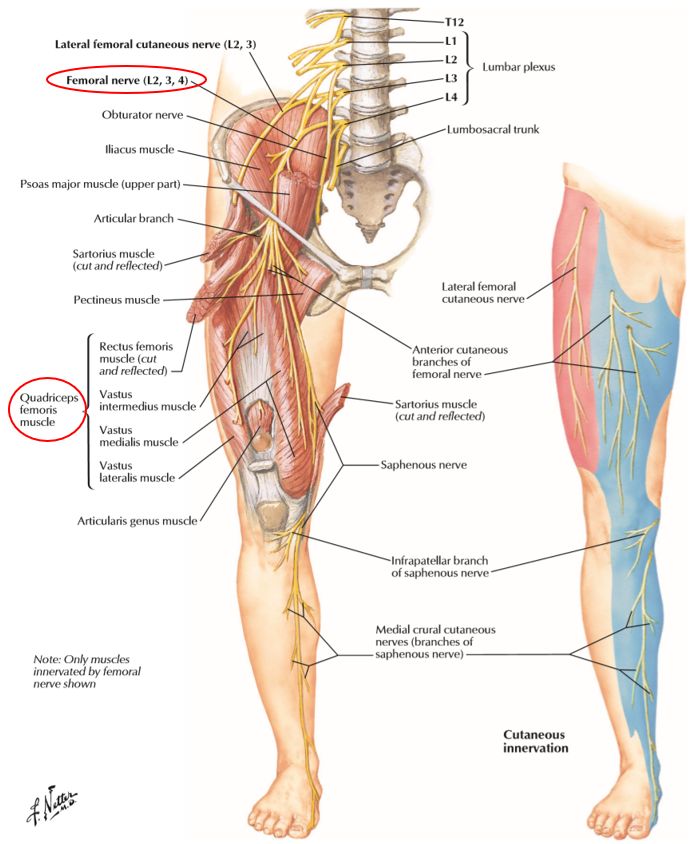 T12
Lateral femoral cutaneous nerve (L2, 3)
L1
L2
Femoral nerve (L2, 3, 4)
L3
L4
Lumbar plexus
Obturator nerve
Lumbosacral trunk
Iliacus muscle
Psoas major muscle (upper part)
Articular branch
Sartorius muscle
(cut and reflected)
Pectineus muscle
Lateral femoral
cutaneous nerve
Rectus femoris
muscle (cut
and reflected)
Anterior cutaneous
branches of
femoral nerve
Quadriceps
femoris
muscle
Vastus
intermedius muscle
Vastus
medialis muscle
Vastus
lateralis muscle
Sartorius muscle
(cut and reflected)
Saphenous nerve
Articularis genus muscle
Infrapatellar branch
of saphenous nerve
Medial crural cutaneous
nerves (branches of
saphenous nerve)
Note: Only muscles
innervated by femoral
nerve shown
Cutaneous
innervation
F. Netter
M.D.